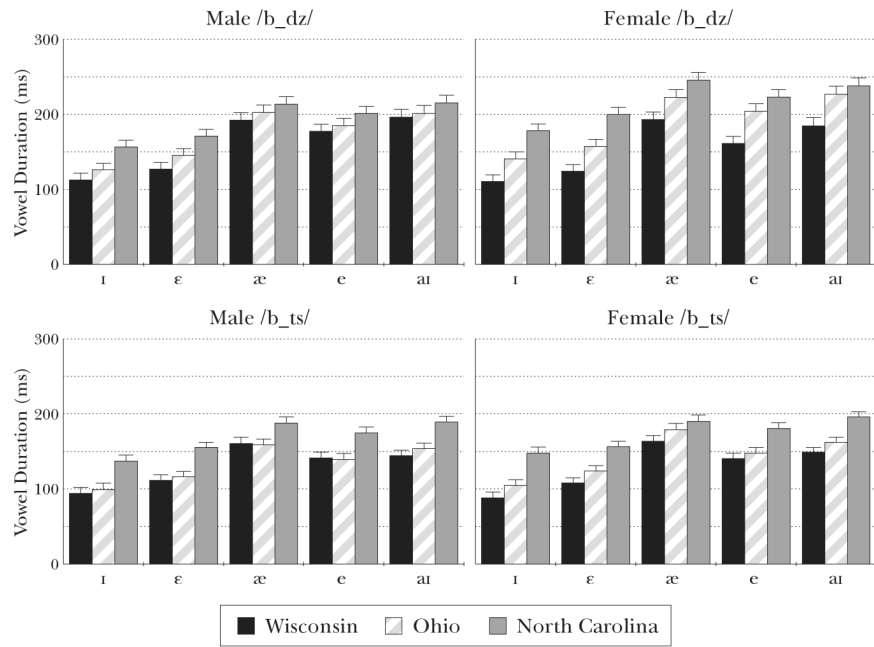 Male /b_dz/
Female /b_dz/
300
200
100
0
Vowel Duration (ms)
ɪ ɛ æ e aɪ
ɪ ɛ æ e aɪ
Male /b_ts/
Female /b_ts/
300
200
100
0
Vowel Duration (ms)
ɪ ɛ æ e aɪ
ɪ ɛ æ e aɪ
Wisconsin Ohio North Carolina